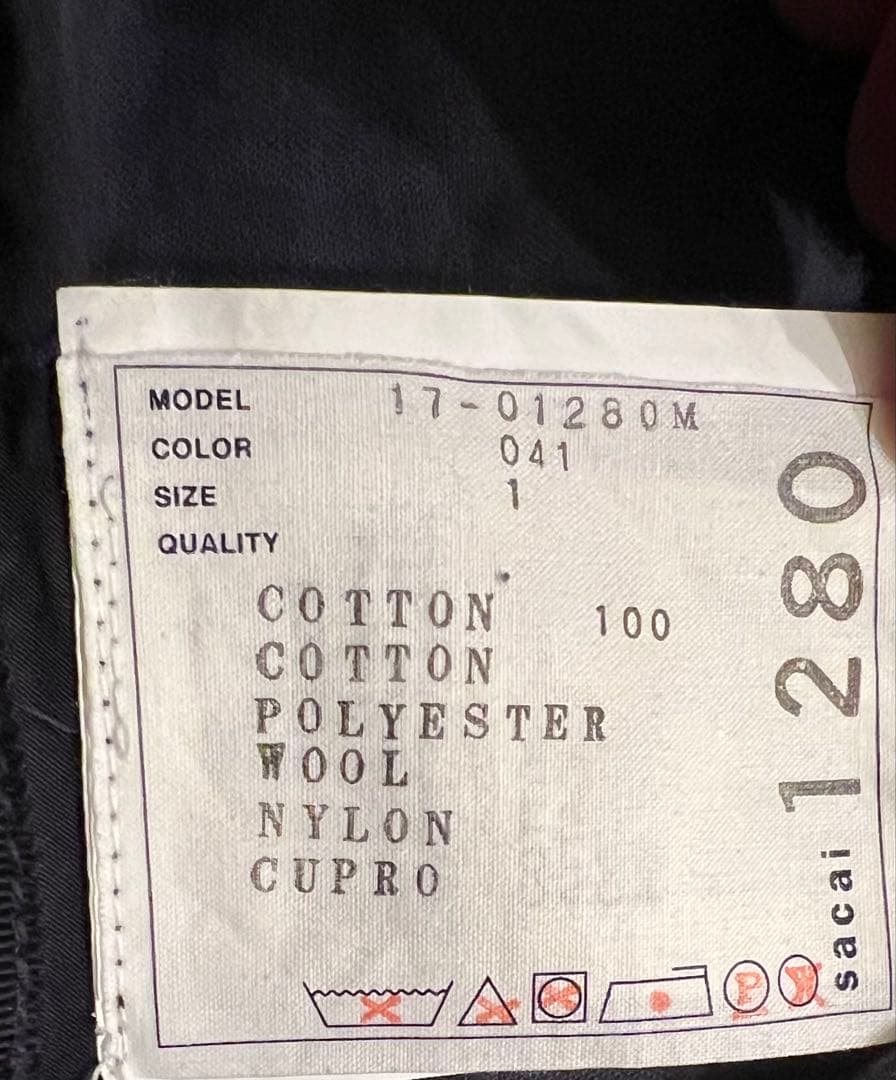 MODEL 17-01280M
COLOR 041
SIZE 1
QUALITY
COTTON 100
COTTON
POLYESTER
WOOL
NYLON
CUPRO
P W
sacai 1280